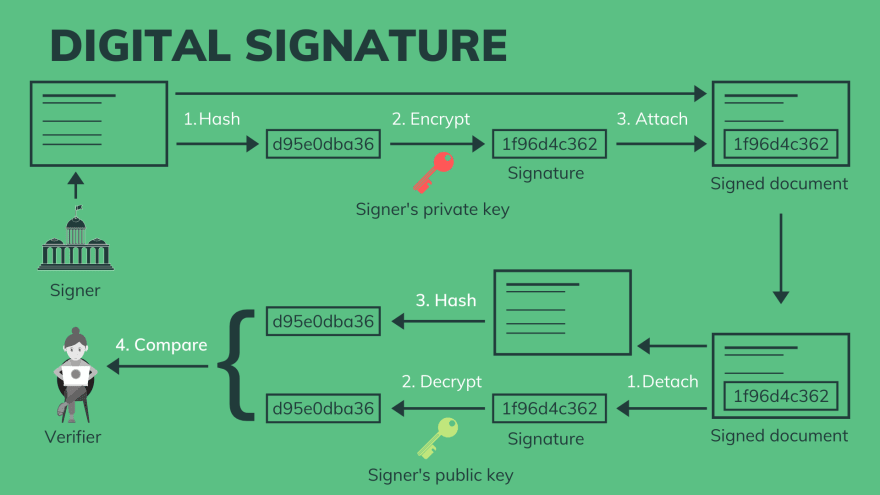 DIGITAL SIGNATURE
1.Hash
2. Encrypt
3. Attach
d95e0dba36
1f96d4c362
1f96d4c362
Signature
Signed document
Signer's private key
Signer
3. Hash
d95e0dba36
4. Compare
2. Decrypt
1.Detach
d95e0dba36
1f96d4c362
1f96d4c362
Verifier
Signature
Signed document
Signer's public key